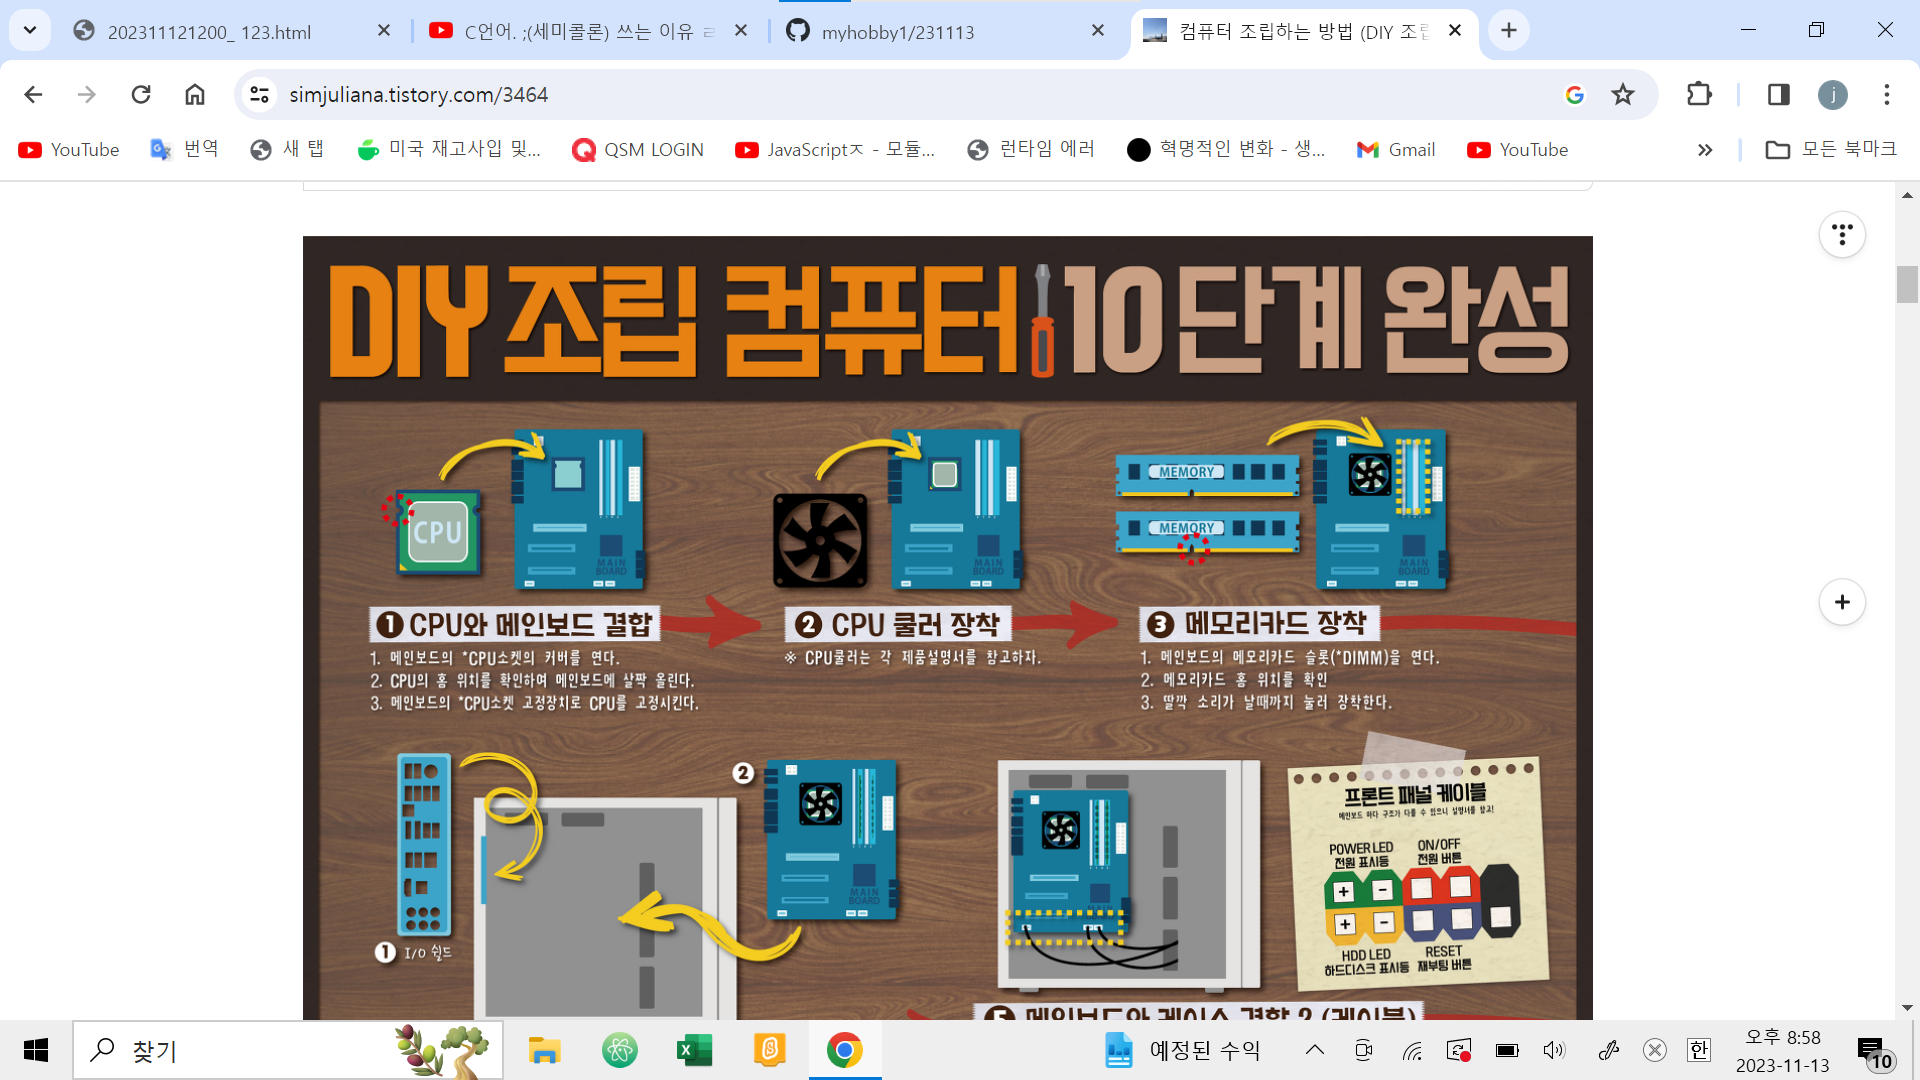 202311121200_ 123.html
C언어. ;(세미콜론) 쓰는 이유
myhobby1/231113
컴퓨터 조립하는 방법 (DIY 조립
simjuliana.tistory.com/3464
j
YouTube
번역
새 탭
미국 재고사입 및...
QSM LOGIN
JavaScriptㅈ - 모듈...
런타임 에러
혁명적인 변화 - 생...
Gmail
YouTube
모든 북마크
DIY 조립 컴퓨터 10단계 완성
CPU
MAIN BOARD
MAIN BOARD
MEMORY
MEMORY
MAIN BOARD
1 CPU와 메인보드 결합
1. 메인보드의 *CPU소켓의 커버를 연다.
2. CPU의 홈 위치를 확인하여 메인보드에 살짝 올린다.
3. 메인보드의 *CPU소켓 고정장치로 CPU를 고정시킨다.
2 CPU 쿨러 장착
※ CPU쿨러는 각 제품설명서를 참고하자.
3 메모리카드 장착
1. 메인보드의 메모리카드 슬롯(*DIMM)을 연다.
2. 메모리카드 홈 위치를 확인
3. 딸깍 소리가 날때까지 눌러 장착한다.
1 I/O 쉴드
2
MAIN BOARD
프론트 패널 케이블
메인보드 마다 구조가 다를 수 있으니 설명서를 참고!
POWER LED
전원 표시등
ON/OFF
전원 버튼
+ -
+ -
HDD LED
하드디스크 표시등
RESET
재부팅 버튼
5 메인보드와 케이스 결합 2 (케이블)
찾기
예정된 수익
한
오후 8:58
2023-11-13
10